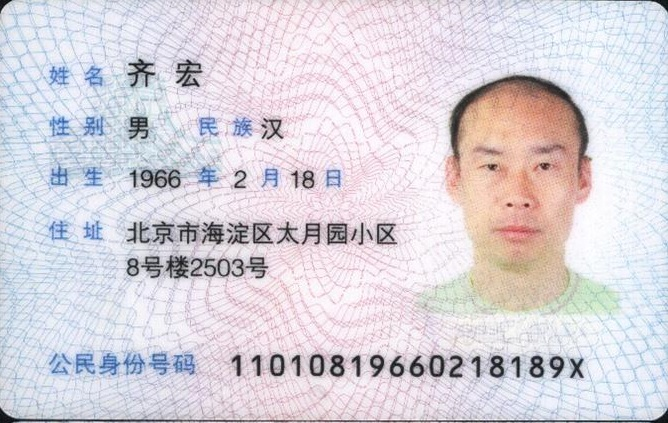 姓名 齐宏
性别 男 民族 汉
出生 1966 年 2 月 18 日
住址 北京市海淀区太月园小区
8号楼2503号
公民身份号码 11010819660218189X